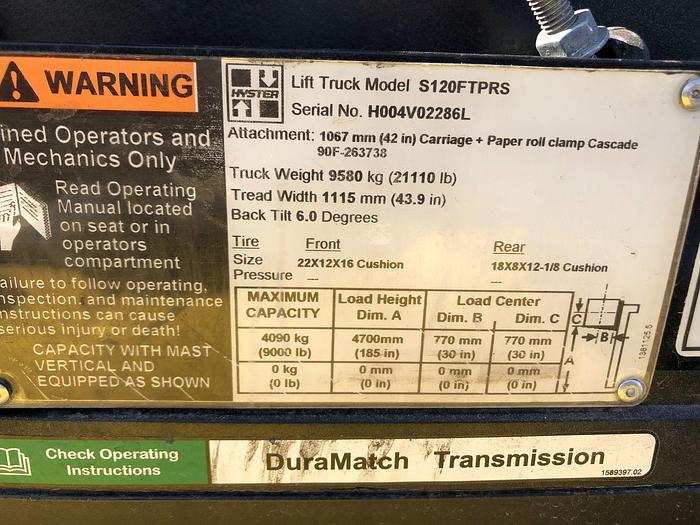 WARNING
ined Operators and
Mechanics Only
Read Operating
Manual located
on seat or in
operators
compartment
ailure to follow operating,
nspection, and maintenance
nstructions can cause
serious injury or death!
CAPACITY WITH MAST
VERTICAL AND
EQUIPPED AS SHOWN
HYSTER
Lift Truck Model S120FTPRS
Serial No. H004V02286L
Attachment: 1067 mm (42 in) Carriage + Paper roll clamp Cascade
90F-263738
Truck Weight 9580 kg (21110 lb)
Tread Width 1115 mm (43.9 in)
Back Tilt 6.0 Degrees
Tire Front Rear
Size 22X12X16 Cushion 18X8X12-1/8 Cushion
Pressure --- ---
MAXIMUM CAPACITY Load Height Dim. A Load Center Dim. B Dim. C
4090 kg 4700mm 770 mm 770 mm
(9000 lb) (185 in) (30 in) (30 in)
0 kg 0 mm 0 mm 0 mm
(0 lb) (0 in) (0 in) (0 in)
C
B
A
1361125.5
Check Operating
Instructions
DuraMatch Transmission
1589397.02